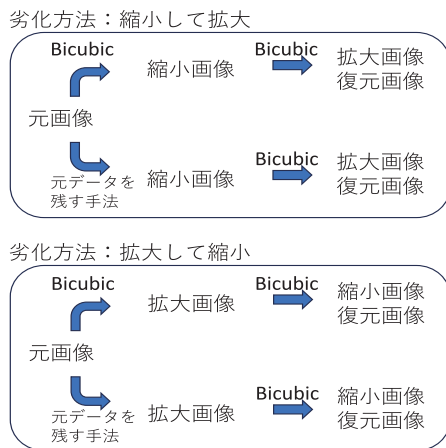 劣化方法：縮小して拡大
Bicubic
縮小画像
Bicubic
拡大画像
復元画像
元画像
元データを
残す手法
縮小画像
Bicubic
拡大画像
復元画像
劣化方法：拡大して縮小
Bicubic
拡大画像
Bicubic
縮小画像
復元画像
元画像
元データを
残す手法
拡大画像
Bicubic
縮小画像
復元画像